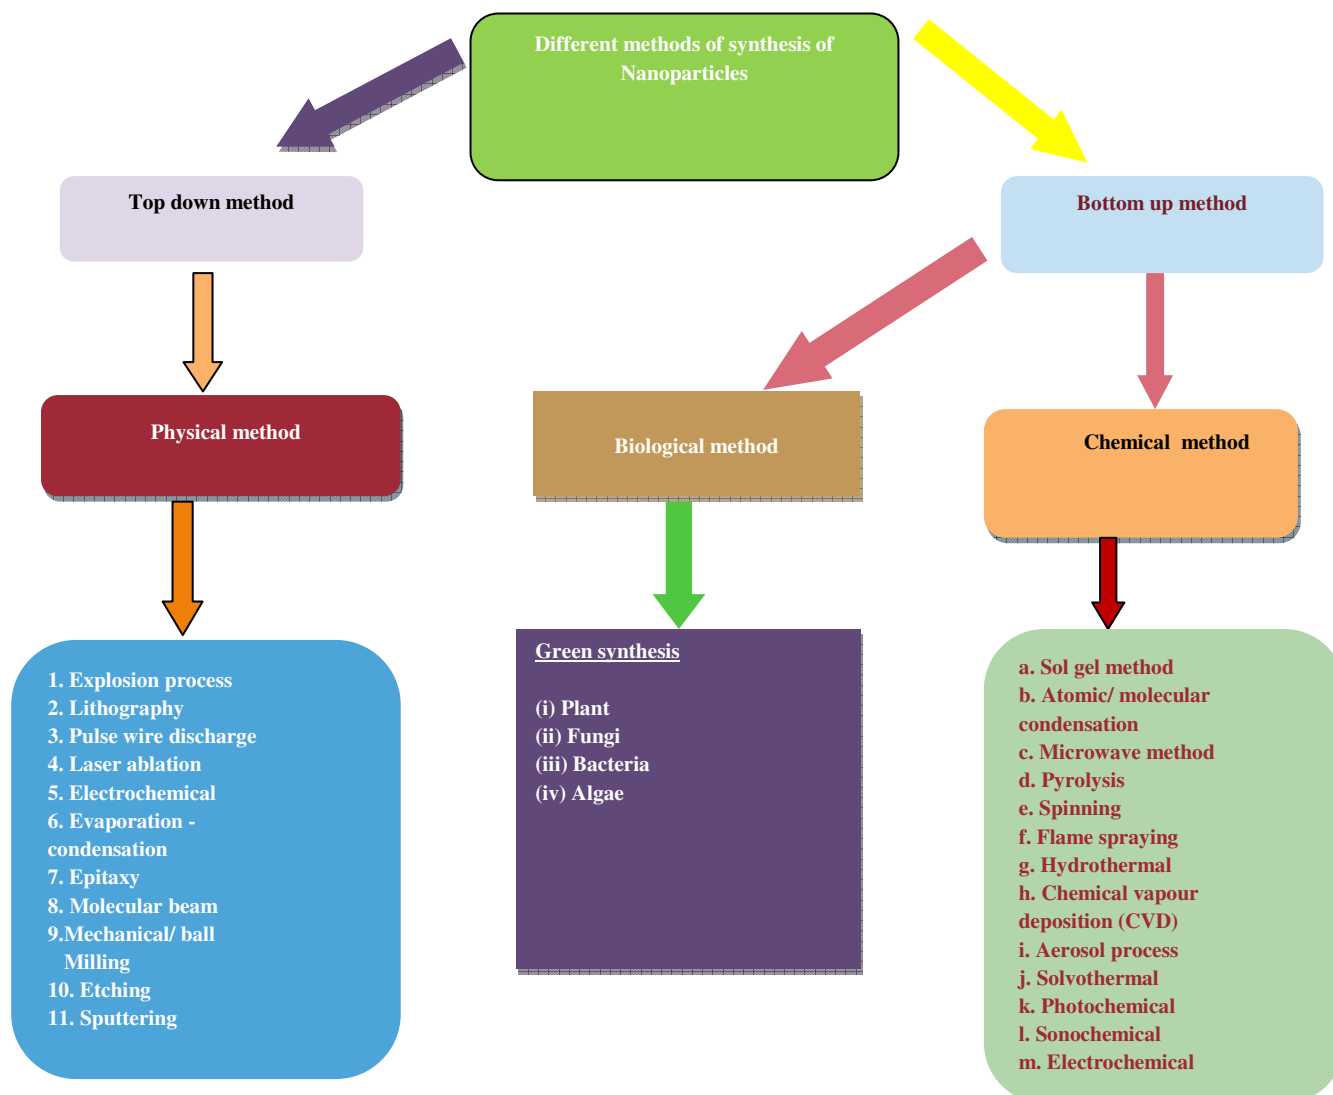 Different methods of synthesis of
Nanoparticles
Top down method
Bottom up method
Physical method
Biological method
Chemical method
1. Explosion process
2. Lithography
3. Pulse wire discharge
4. Laser ablation
5. Electrochemical
6. Evaporation -
condensation
7. Epitaxy
8. Molecular beam
9.Mechanical/ ball
Milling
10. Etching
11. Sputtering
Green synthesis
(i) Plant
(ii) Fungi
(iii) Bacteria
(iv) Algae
a. Sol gel method
b. Atomic/ molecular
condensation
c. Microwave method
d. Pyrolysis
e. Spinning
f. Flame spraying
g. Hydrothermal
h. Chemical vapour
deposition (CVD)
i. Aerosol process
j. Solvothermal
k. Photochemical
l. Sonochemical
m. Electrochemical